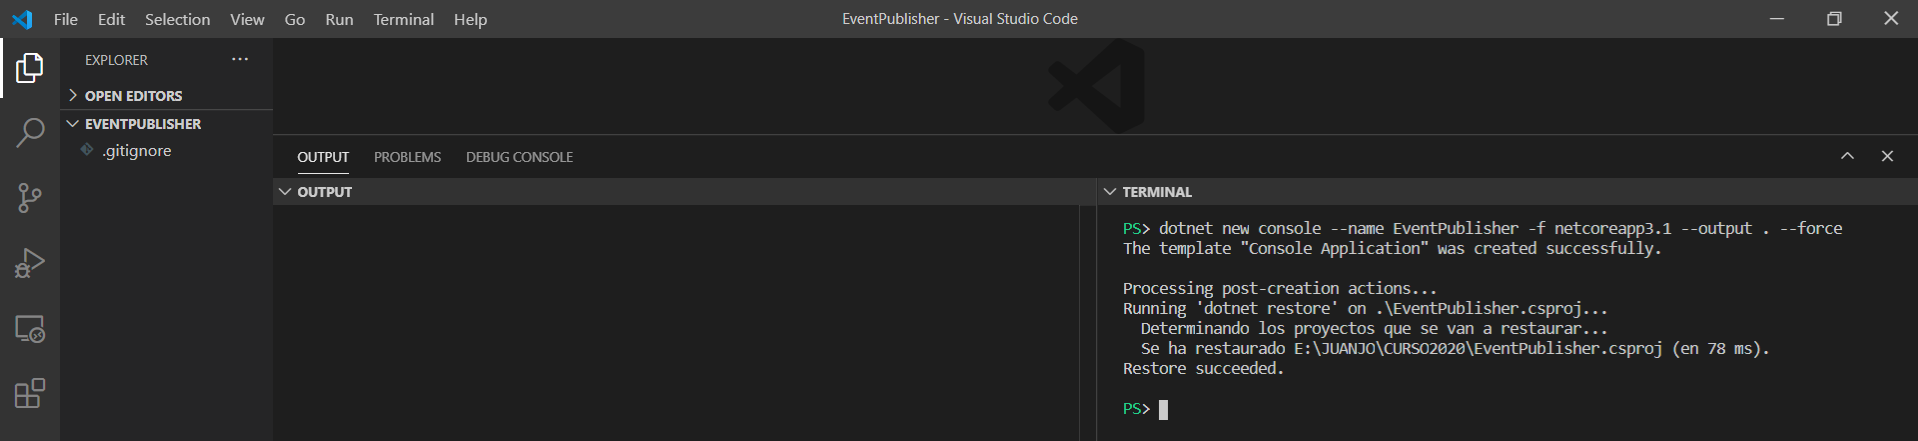 File Edit Selection View Go Run Terminal Help
EventPublisher - Visual Studio Code
EXPLORER
OPEN EDITORS
EVENTPUBLISHER
.gitignore
OUTPUT PROBLEMS DEBUG CONSOLE
OUTPUT
TERMINAL
PS> dotnet new console --name EventPublisher -f netcoreapp3.1 --output . --force
The template "Console Application" was created successfully.
Processing post-creation actions...
Running 'dotnet restore' on .\EventPublisher.csproj...
Determinando los proyectos que se van a restaurar...
Se ha restaurado E:\JUANJO\CURSO2020\EventPublisher.csproj (en 78 ms).
Restore succeeded.
PS>